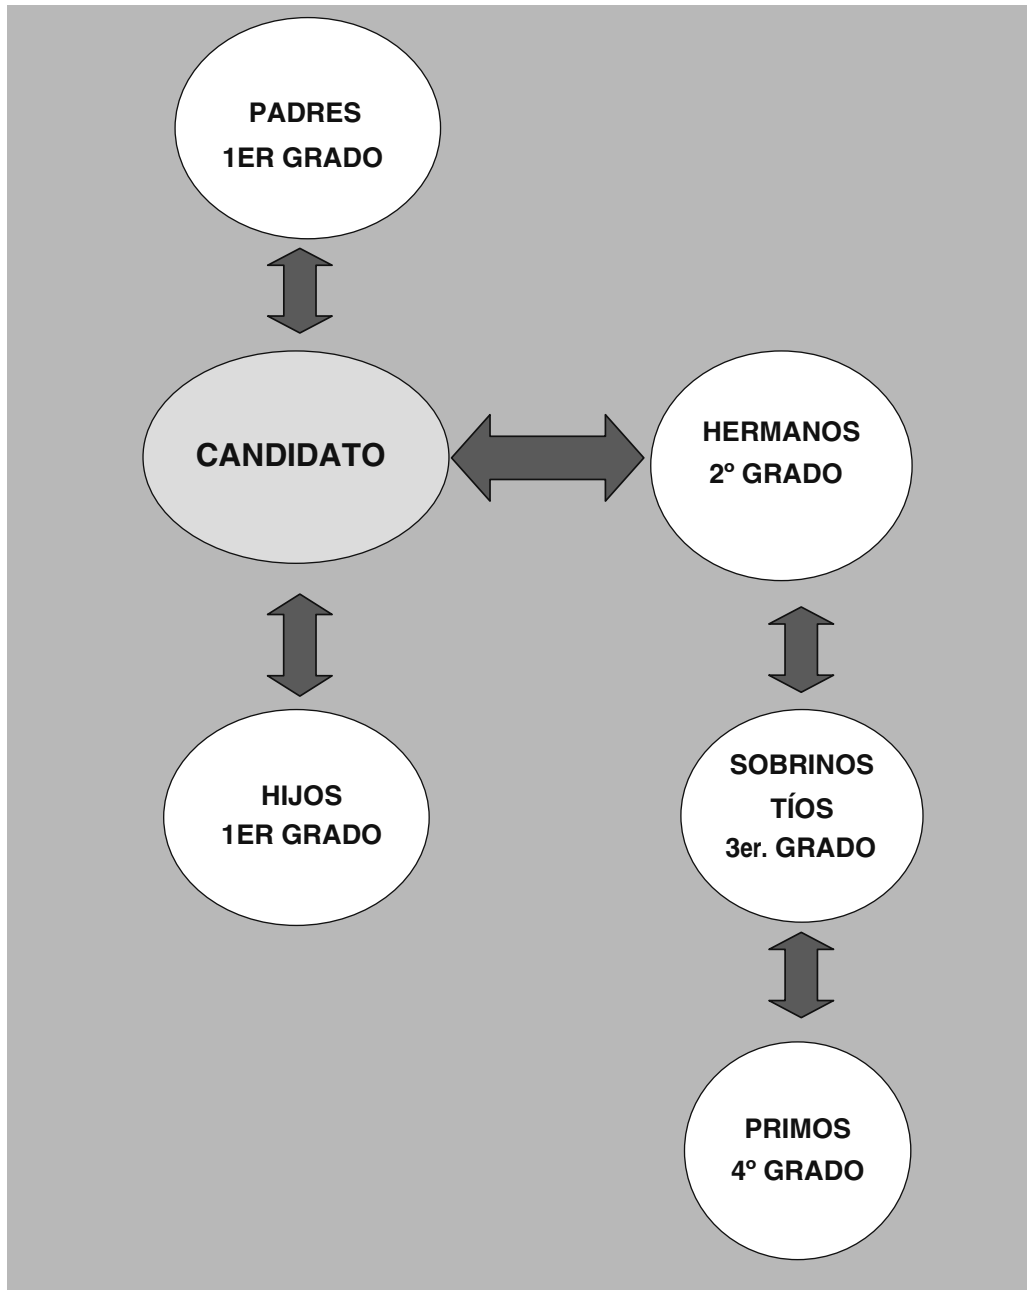 PADRES
1ER GRADO
CANDIDATO
HERMANOS
2º GRADO
HIJOS
1ER GRADO
SOBRINOS
TÍOS
3er. GRADO
PRIMOS
4º GRADO